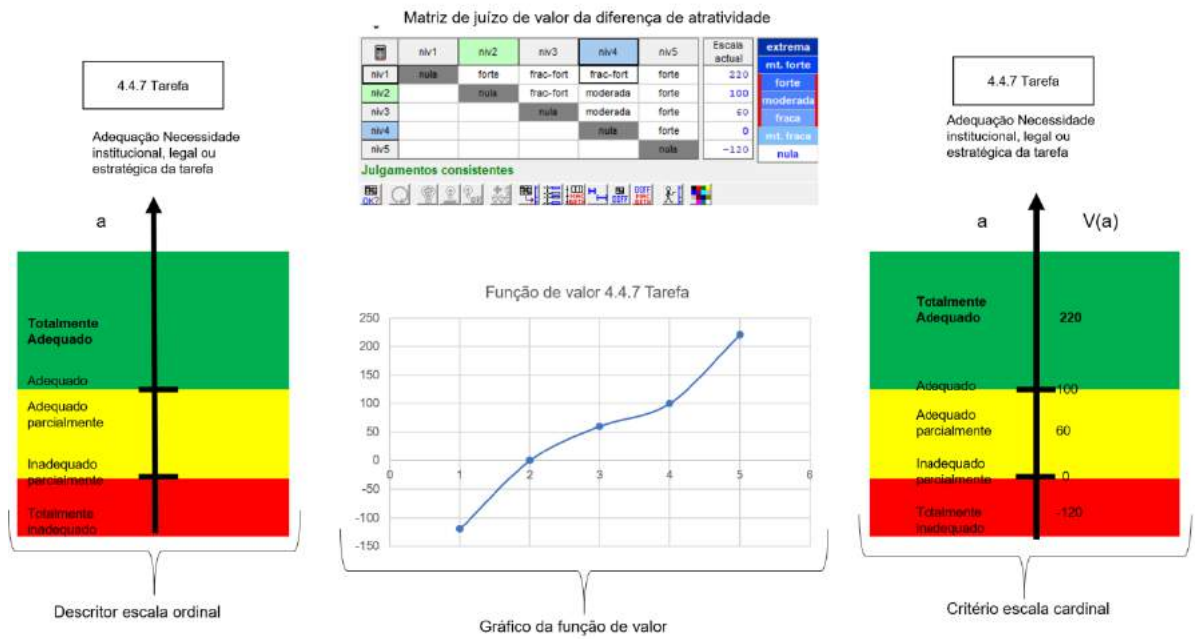 Matriz de juízo de valor da diferença de atratividade
niv1 niv2 niv3 niv4 niv5 Escala actual
niv1 nula forte frac-fort frac-fort forte 220
niv2 nula frac-fort moderada forte 100
niv3 nula moderada forte 60
niv4 nula forte 0
niv5 nula -120
extrema
mt. forte
forte
moderada
fraca
mt. fraca
nula
Julgamentos consistentes
4.4.7 Tarefa
Adequação Necessidade
institucional, legal ou
estratégica da tarefa
a
Totalmente
Adequado
Adequado
Adequado
parcialmente
Inadequado
parcialmente
Totalmente
inadequado
Descritor escala ordinal
Função de valor 4.4.7 Tarefa
250
200
150
100
50
0
-50
-100
-150
0 1 2 3 4 5 6
Gráfico da função de valor
4.4.7 Tarefa
Adequação Necessidade
institucional, legal ou
estratégica da tarefa
a V(a)
Totalmente
Adequado 220
Adequado 100
Adequado
parcialmente 60
Inadequado
parcialmente 0
Totalmente
inadequado -120
Critério escala cardinal